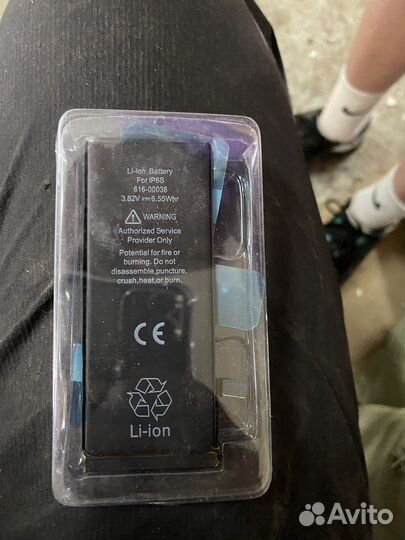 Li-ion Battery
For IP6S
616-00036
3.82V⎓6.55Whr
WARNING
Authorized Service
Provider Only
Potential for fire or
burning. Do not
disassemble,puncture,
crush,heat,or burn.
CE
Li-ion
Avito